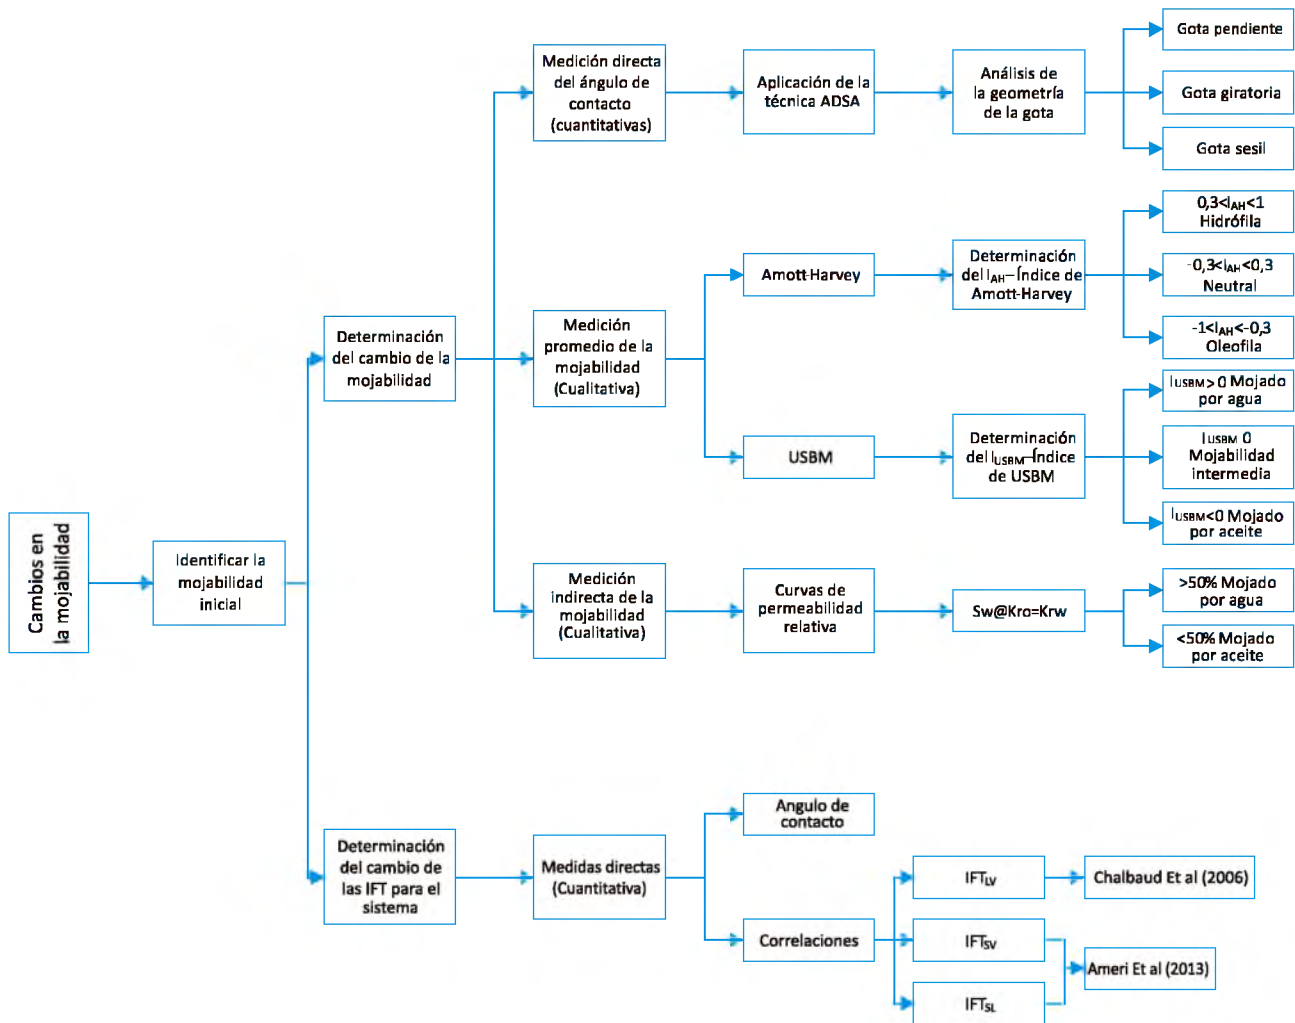 Cambios en
la mojabilidad
Identificar la
mojabilidad
inicial
Determinación
del cambio de la
mojabilidad
Medición directa
del ángulo de
contacto
(cuantitativas)
Aplicación de la
técnica ADSA
Análisis de
la geometría
de la gota
Gota pendiente
Gota giratoria
Gota sesil
Medición
promedio de la
mojabilidad
(Cualitativa)
Amott-Harvey
Determinación
del IAH–Índice de
Amott-Harvey
0,3<IAH<1
Hidrófila
-0,3<IAH<0,3
Neutral
-1<IAH<-0,3
Oleofila
USBM
Determinación
del IUSBM–Índice
de USBM
IUSBM>0 Mojado
por agua
IUSBM 0
Mojabilidad
intermedia
IUSBM<0 Mojado
por aceite
Medición
indirecta de la
mojabilidad
(Cualitativa)
Curvas de
permeabilidad
relativa
Sw@Kro=Krw
>50% Mojado
por agua
<50% Mojado
por aceite
Determinación
del cambio de
las IFT para el
sistema
Medidas directas
(Cuantitativa)
Angulo de
contacto
Correlaciones
IFTLV
Chalbaud Et al (2006)
IFTSV
IFTSL
Ameri Et al (2013)